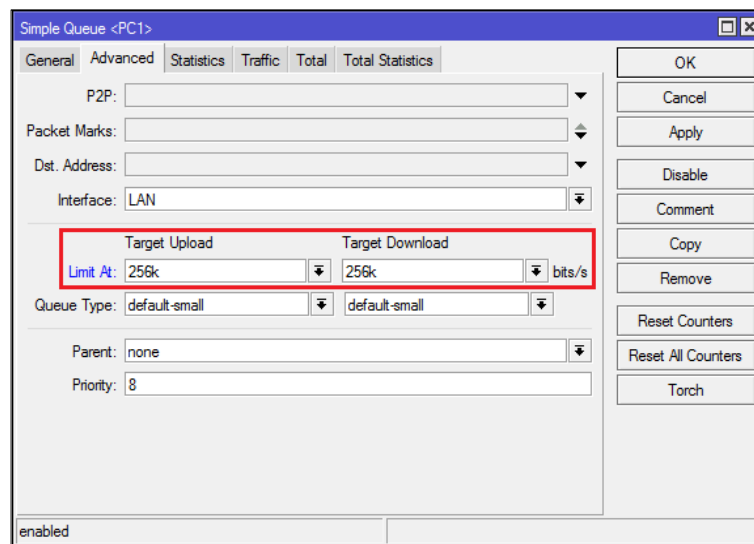 Simple Queue <PC1>
General Advanced Statistics Traffic Total Total Statistics
P2P:
Packet Marks:
Dst. Address:
Interface: LAN
Target Upload Target Download
Limit At: 256k 256k bits/s
Queue Type: default-small default-small
Parent: none
Priority: 8
enabled
OK
Cancel
Apply
Disable
Comment
Copy
Remove
Reset Counters
Reset All Counters
Torch